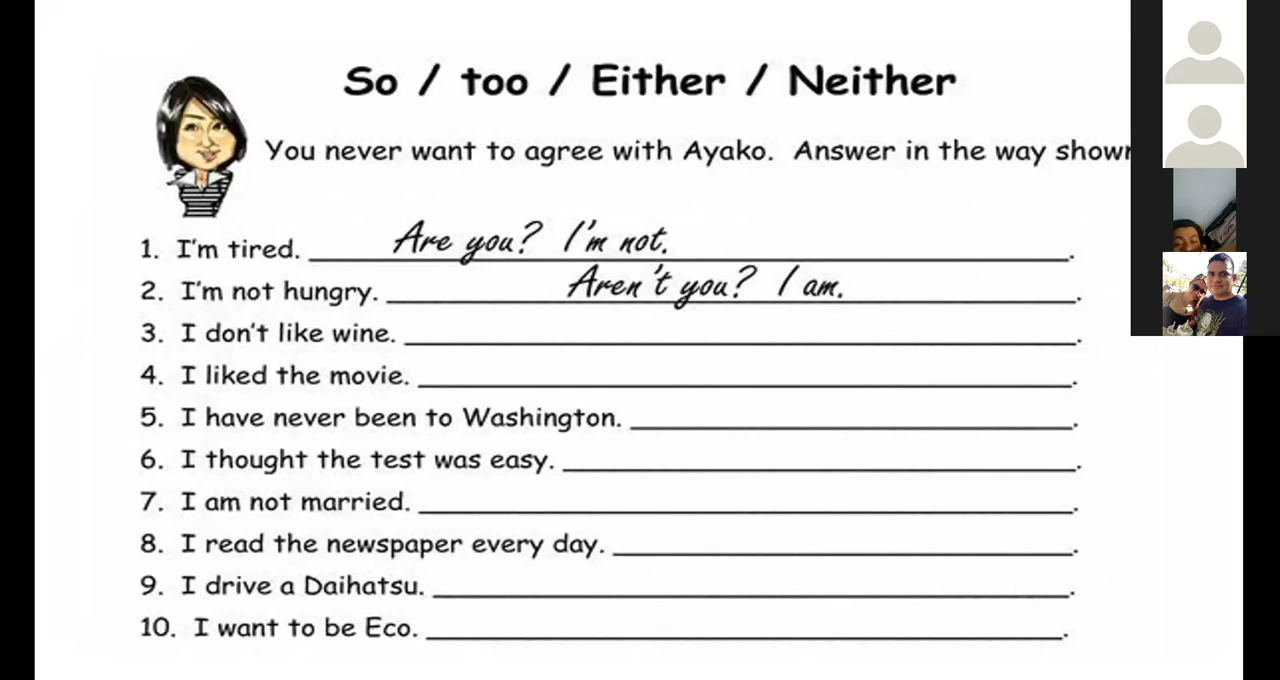 So / too / Either / Neither
You never want to agree with Ayako. Answer in the way shown
1. I'm tired. Are you? I'm not.
2. I'm not hungry. Aren't you? I am.
3. I don't like wine.
4. I liked the movie.
5. I have never been to Washington.
6. I thought the test was easy.
7. I am not married.
8. I read the newspaper every day.
9. I drive a Daihatsu.
10. I want to be Eco.